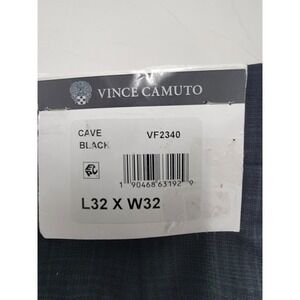 VINCE CAMUTO
CAVE VF2340
BLACK
1 90468 63192 9
L32 X W32